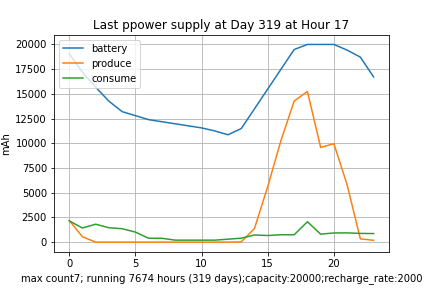 Last ppower supply at Day 319 at Hour 17
20000
17500
15000
12500
10000
7500
5000
2500
0
mAh
battery
produce
consume
0 5 10 15 20
max count7; running 7674 hours (319 days);capacity:20000;recharge_rate:2000